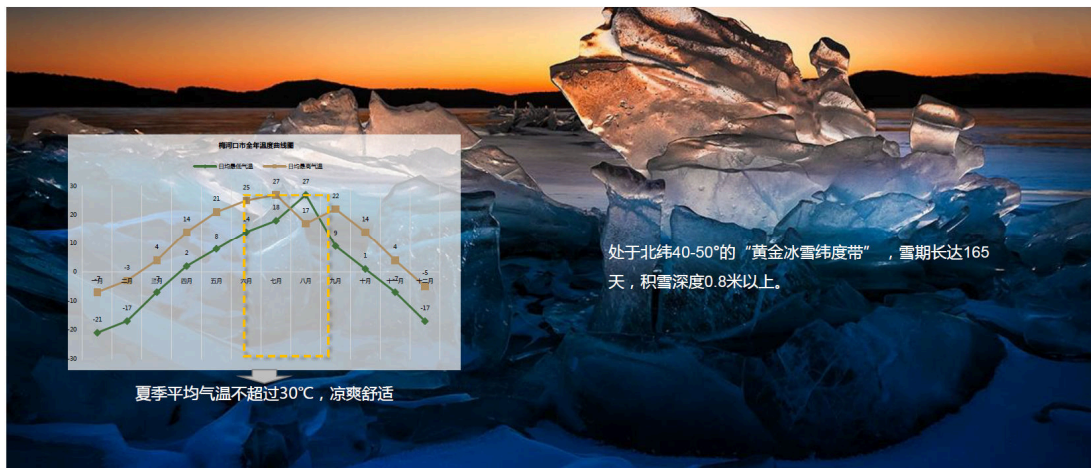 梅河口市全年温度曲线图
日均最低气温 日均最高气温
30
20
10
0
-10
-20
-30
-7 -3 4 14 21 25 27 17 22 14 4 -5
-21 -17 -7 2 8 14 18 27 9 1 -7 -17
一月 二月 三月 四月 五月 六月 七月 八月 九月 十月 十一月 十二月
夏季平均气温不超过30℃，凉爽舒适
处于北纬40-50°的“黄金冰雪纬度带”，雪期长达165
天，积雪深度0.8米以上。